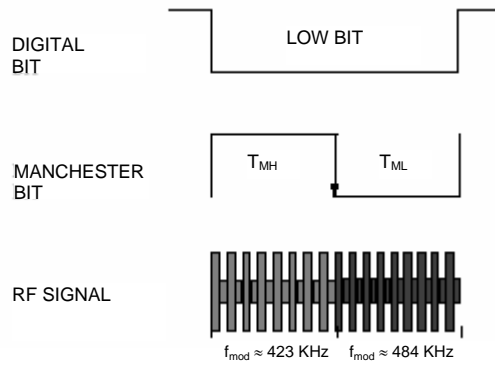 DIGITAL
BIT
LOW BIT
MANCHESTER
BIT
TMH
TML
RF SIGNAL
fmod ≈ 423 KHz
fmod ≈ 484 KHz